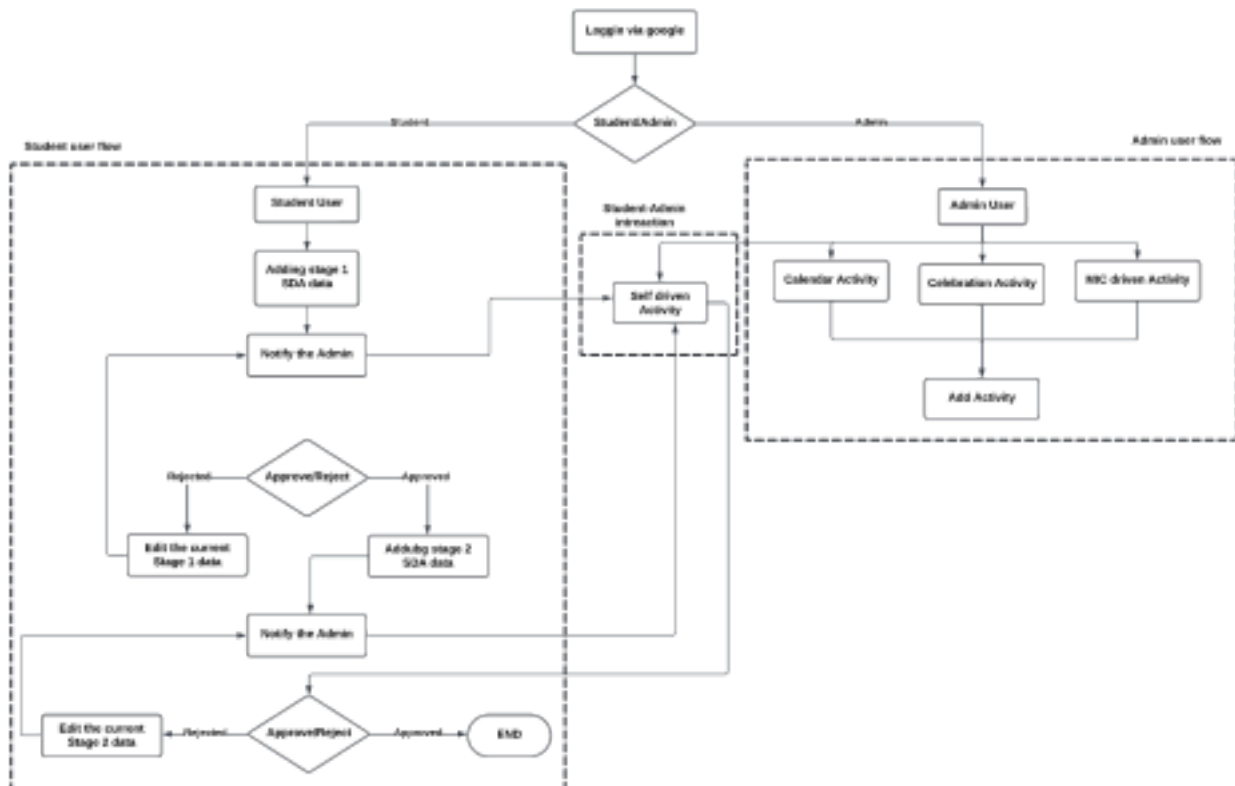 Loggin via google
Student/Admin
Student
Admin
Student user flow
Admin user flow
Student User
Student-Admin
intreaction
Admin User
Adding stage 1
SDA data
Self driven
Activity
Calendar Activity
Celebration Activity
MIC driven Activity
Notify the Admin
Add Activity
Rejected
Approve/Reject
Approved
Edit the current
Stage 1 data
Addubg stage 2
SDA data
Notify the Admin
Edit the current
Stage 2 data
Rejected
Approve/Reject
Approved
END